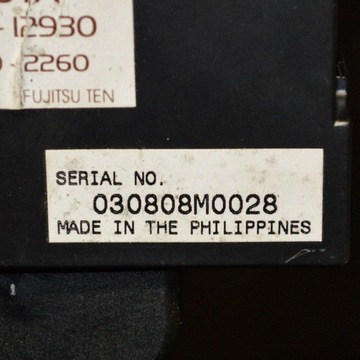 -12930
-2260
FUJITSU TEN
SERIAL NO.
030808M0028
MADE IN THE PHILIPPINES